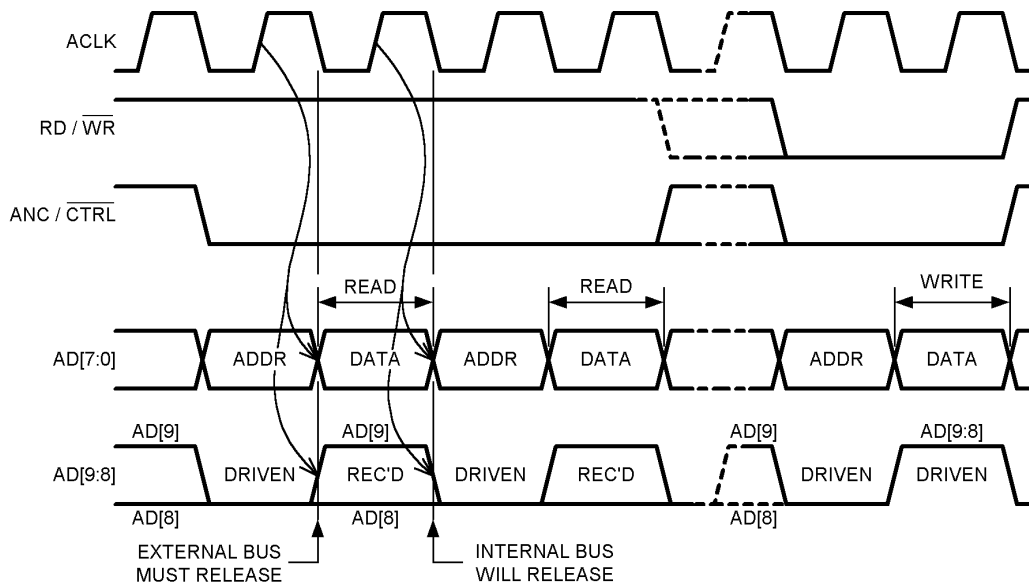 ACLK
RD / WR
ANC / CTRL
READ READ WRITE
AD[7:0] ADDR DATA ADDR DATA ADDR DATA
AD[9] AD[9] AD[9] AD[9:8]
AD[9:8] DRIVEN REC'D DRIVEN REC'D DRIVEN DRIVEN
AD[8] AD[8] AD[8]
EXTERNAL BUS
MUST RELEASE
INTERNAL BUS
WILL RELEASE